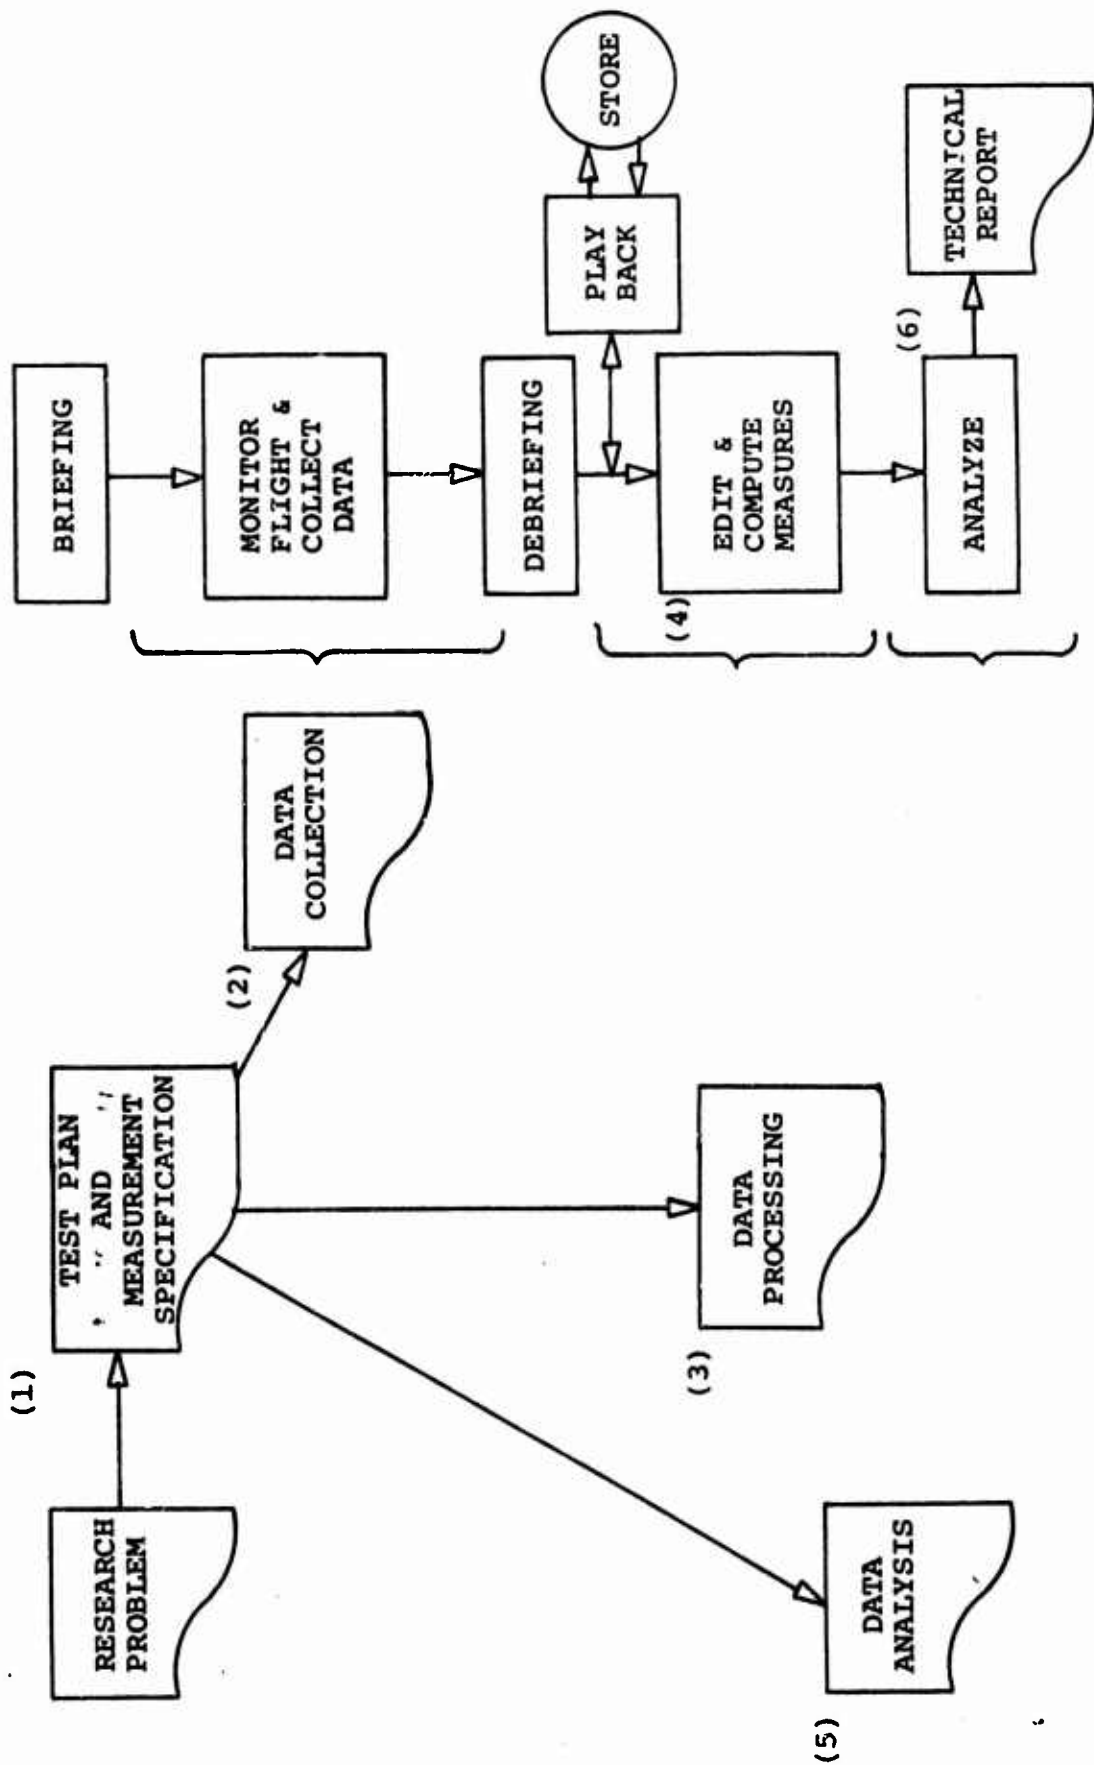 (1)
RESEARCH
PROBLEM
TEST PLAN
AND
MEASUREMENT
SPECIFICATION
(2)
DATA
COLLECTION
(3)
DATA
PROCESSING
(5)
DATA
ANALYSIS
BRIEFING
MONITOR
FLIGHT &
COLLECT
DATA
DEBRIEFING
PLAY
BACK
STORE
(4)
EDIT &
COMPUTE
MEASURES
ANALYZE
(6)
TECHNICAL
REPORT